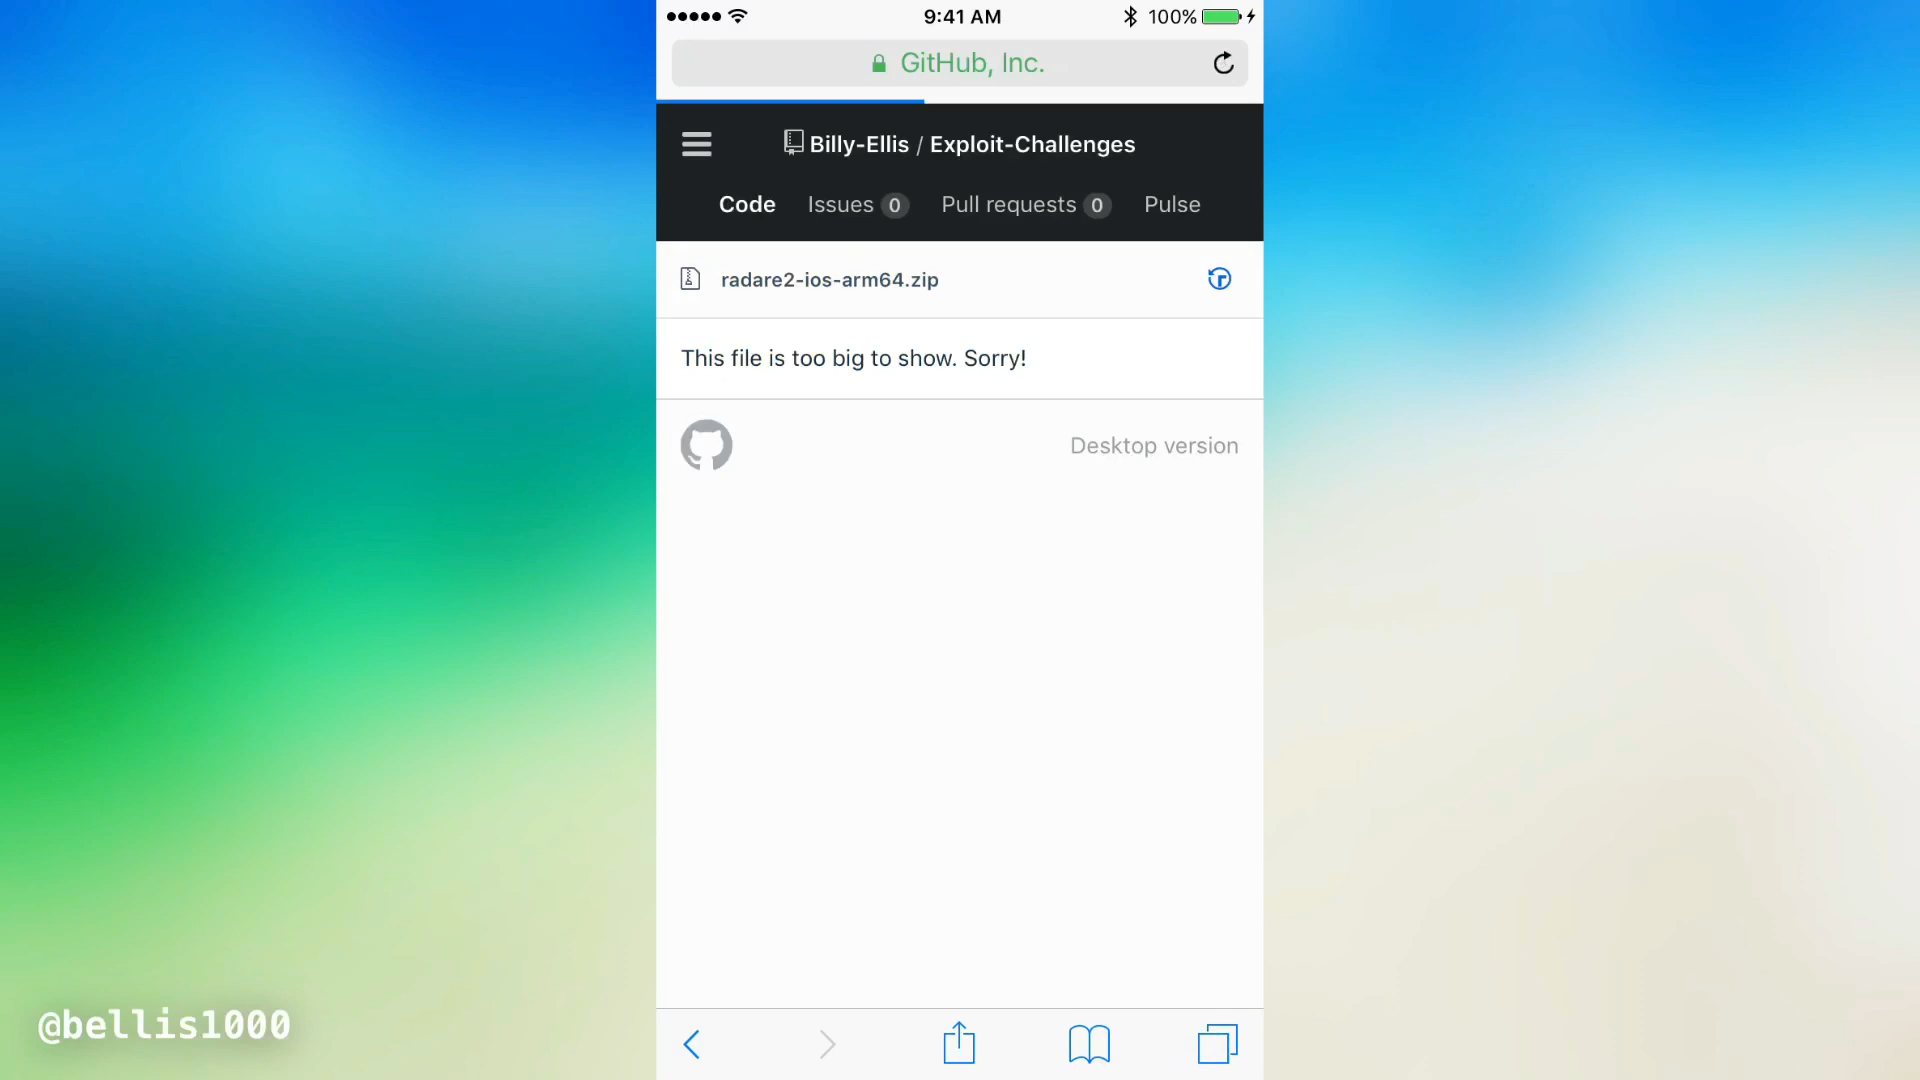 9:41 AM 100%
GitHub, Inc.
Billy-Ellis / Exploit-Challenges
Code Issues 0 Pull requests 0 Pulse
radare2-ios-arm64.zip
This file is too big to show. Sorry!
Desktop version
@bellis1000